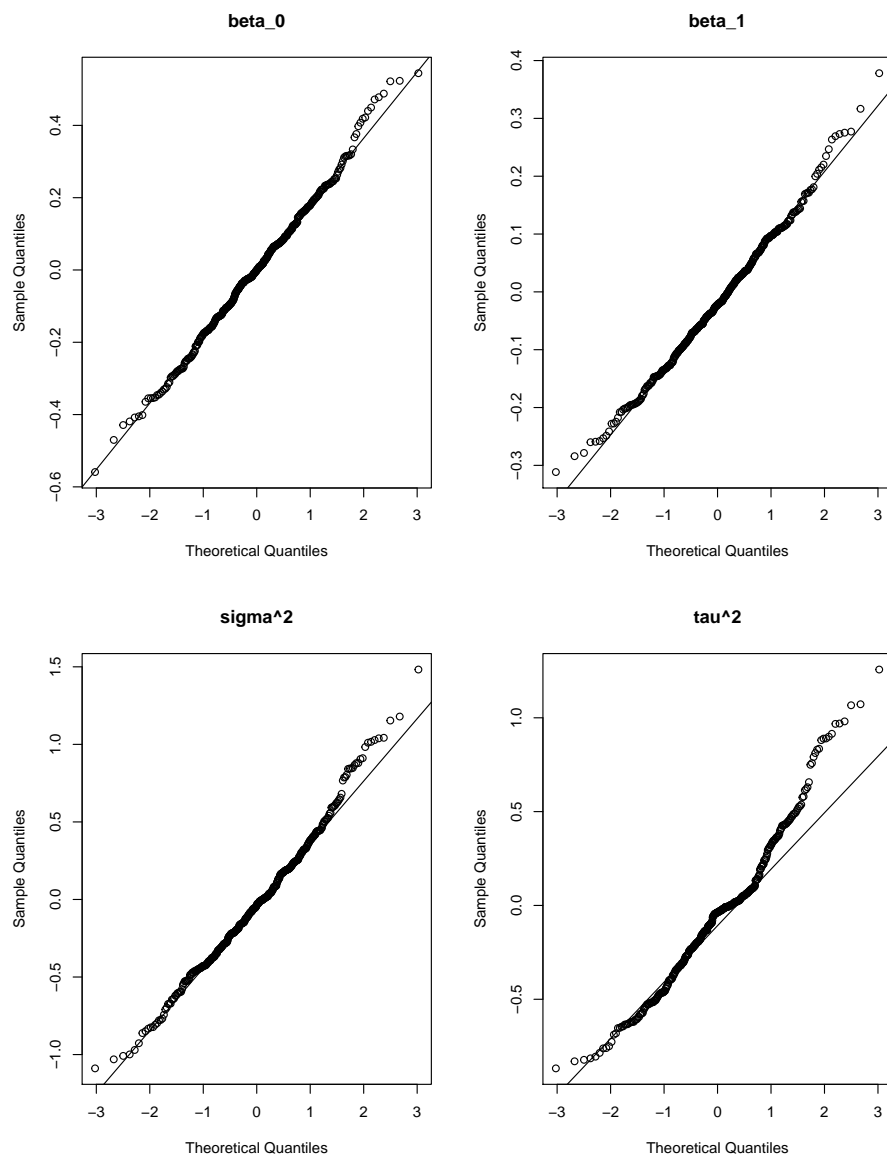 beta_0
Sample Quantiles
0.4
0.2
0.0
−0.2
−0.4
−0.6
−3 −2 −1 0 1 2 3
Theoretical Quantiles
beta_1
Sample Quantiles
0.4
0.3
0.2
0.1
0.0
−0.1
−0.2
−0.3
−3 −2 −1 0 1 2 3
Theoretical Quantiles
sigma^2
Sample Quantiles
1.5
1.0
0.5
0.0
−0.5
−1.0
−3 −2 −1 0 1 2 3
Theoretical Quantiles
tau^2
Sample Quantiles
1.0
0.5
0.0
−0.5
−3 −2 −1 0 1 2 3
Theoretical Quantiles